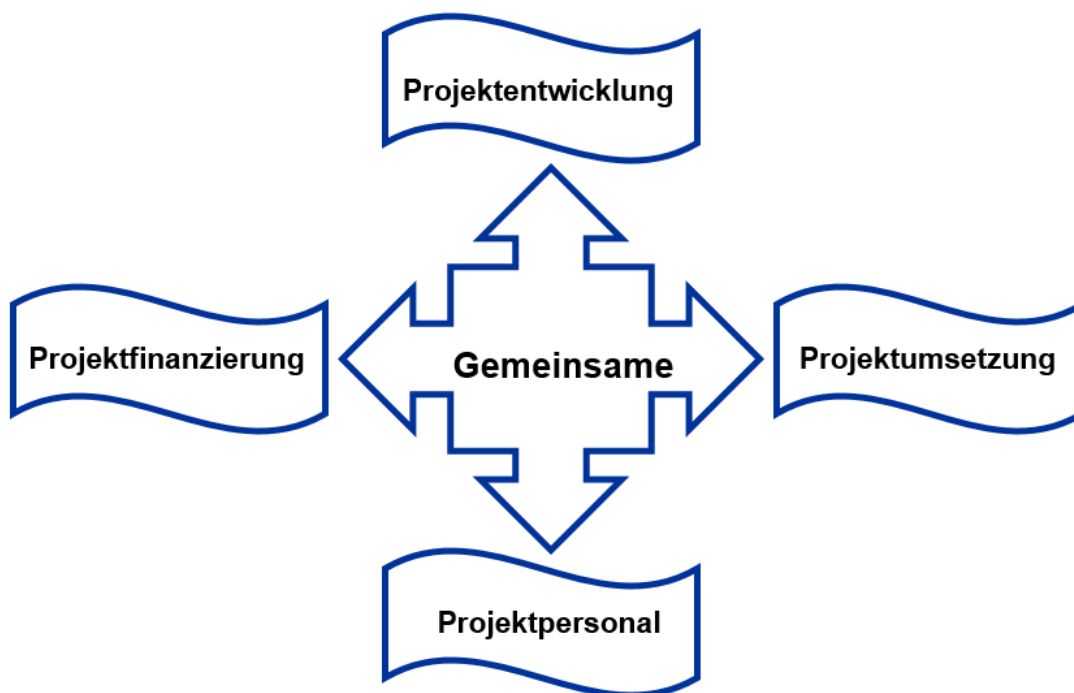 Projektentwicklung
Projektfinanzierung
Gemeinsame
Projektumsetzung
Projektpersonal